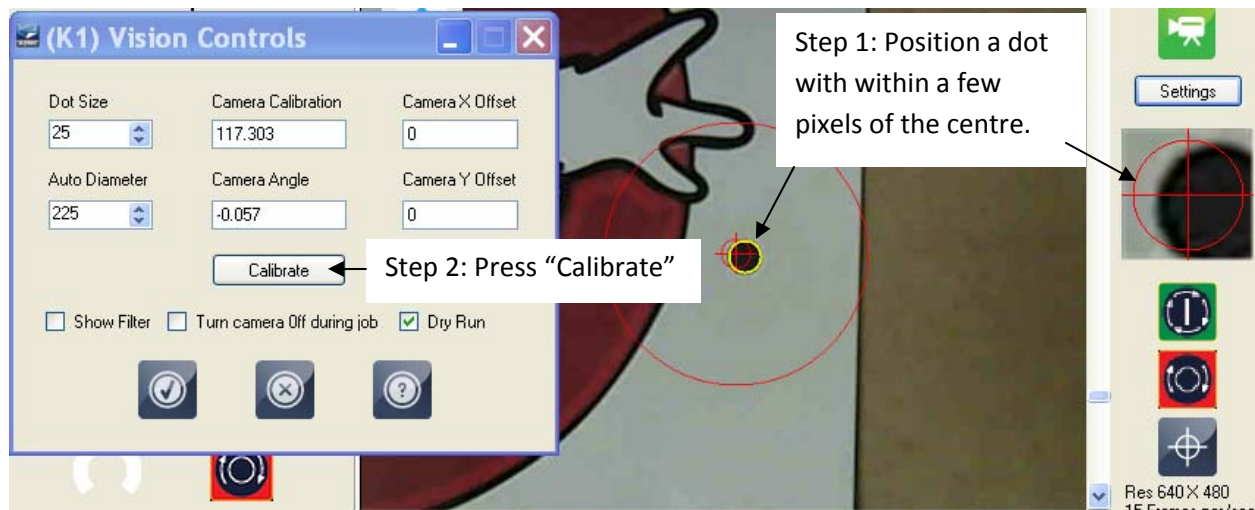 (K1) Vision Controls
Dot Size
Camera Calibration
Camera X Offset
25
117.303
0
Auto Diameter
Camera Angle
Camera Y Offset
225
-0.057
0
Calibrate
Show Filter
Turn camera Off during job
Dry Run
Step 2: Press “Calibrate”
Step 1: Position a dot
with within a few
pixels of the centre.
Settings
Res 640 X 480